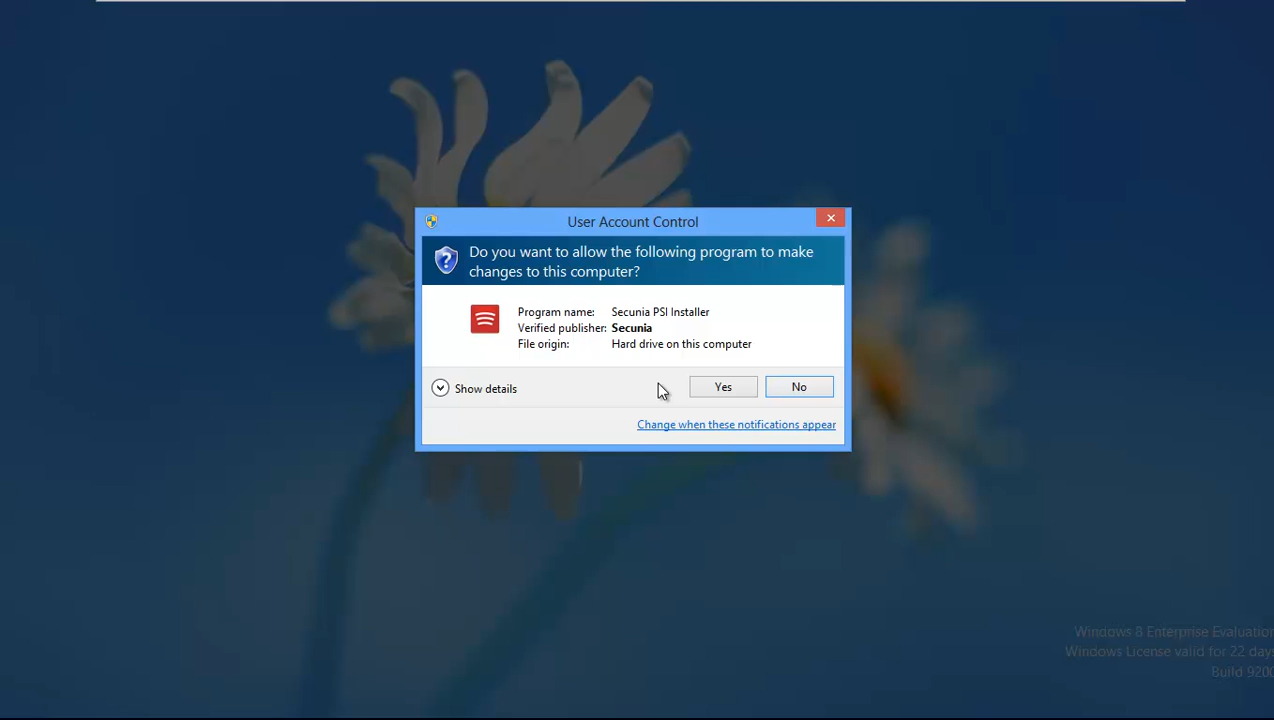 User Account Control
Do you want to allow the following program to make
changes to this computer?
Program name: Secunia PSI Installer
Verified publisher: Secunia
File origin: Hard drive on this computer
Show details
Yes
No
Change when these notifications appear
Windows 8 Enterprise Evaluation
Windows License valid for 22 days
Build 9200